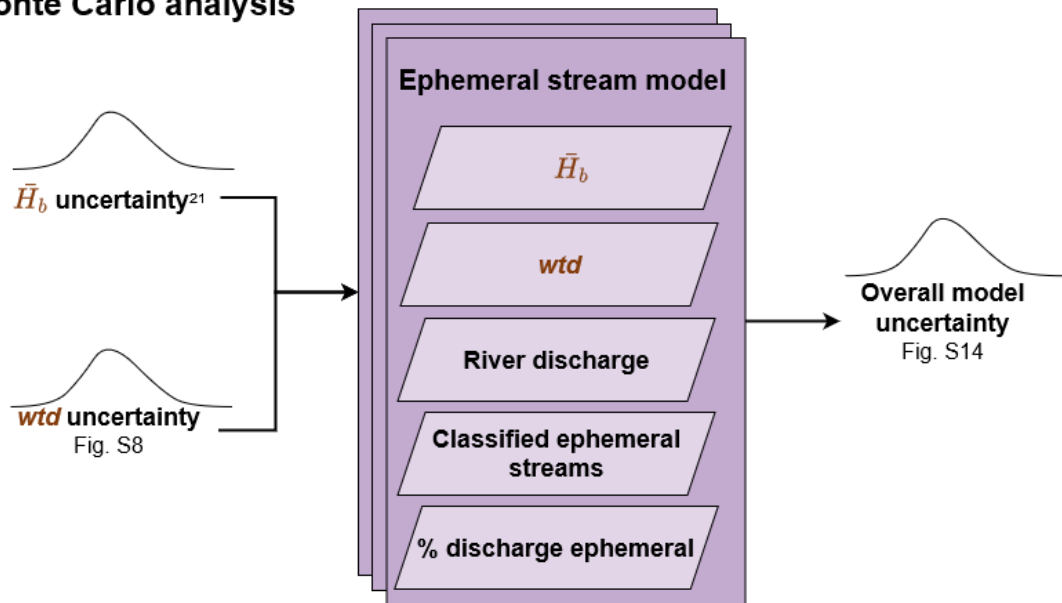 onte Carlo analysis
Ephemeral stream model
H̄b
H̄b uncertainty21
wtd
Overall model
uncertainty
Fig. S14
River discharge
wtd uncertainty
Fig. S8
Classified ephemeral
streams
% discharge ephemeral